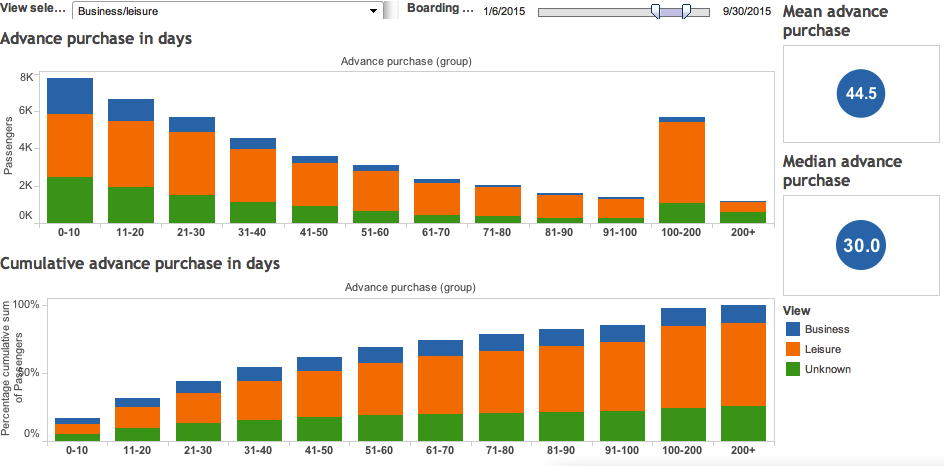 View sele... Business/leisure Boarding ... 1/6/2015 9/30/2015
Advance purchase in days
Advance purchase (group)
Passengers
8K
6K
4K
2K
0K
0-10 11-20 21-30 31-40 41-50 51-60 61-70 71-80 81-90 91-100 100-200 200+
Cumulative advance purchase in days
Advance purchase (group)
Percentage cumulative sum
of Passengers
100%
50%
0%
0-10 11-20 21-30 31-40 41-50 51-60 61-70 71-80 81-90 91-100 100-200 200+
Mean advance
purchase
44.5
Median advance
purchase
30.0
View
Business
Leisure
Unknown